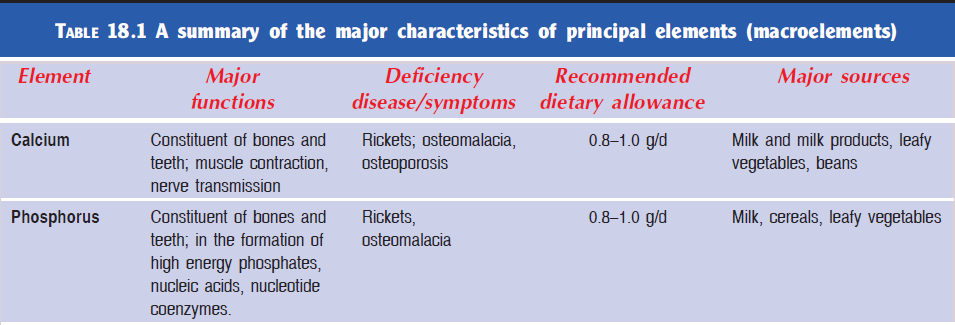 TABLE 18.1 A summary of the major characteristics of principal elements (macroelements)
Element
Major
functions
Deficiency
disease/symptoms
Recommended
dietary allowance
Major sources
Calcium
Constituent of bones and
teeth; muscle contraction,
nerve transmission
Rickets; osteomalacia,
osteoporosis
0.8–1.0 g/d
Milk and milk products, leafy
vegetables, beans
Phosphorus
Constituent of bones and
teeth; in the formation of
high energy phosphates,
nucleic acids, nucleotide
coenzymes.
Rickets,
osteomalacia
0.8–1.0 g/d
Milk, cereals, leafy vegetables